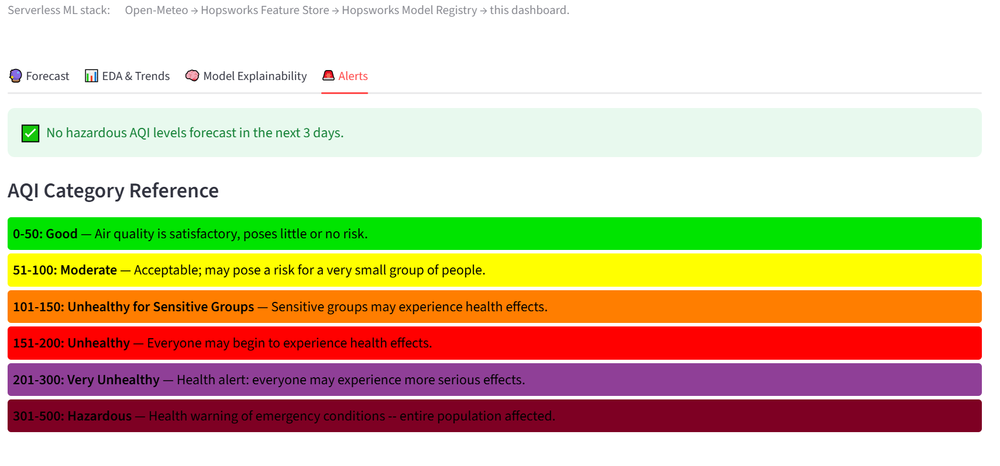 Serverless ML stack: Open-Meteo → Hopsworks Feature Store → Hopsworks Model Registry → this dashboard.
🔮 Forecast 📊 EDA & Trends 🧠 Model Explainability 🚨 Alerts
✅ No hazardous AQI levels forecast in the next 3 days.
AQI Category Reference
0-50: Good — Air quality is satisfactory, poses little or no risk.
51-100: Moderate — Acceptable; may pose a risk for a very small group of people.
101-150: Unhealthy for Sensitive Groups — Sensitive groups may experience health effects.
151-200: Unhealthy — Everyone may begin to experience health effects.
201-300: Very Unhealthy — Health alert: everyone may experience more serious effects.
301-500: Hazardous — Health warning of emergency conditions -- entire population affected.